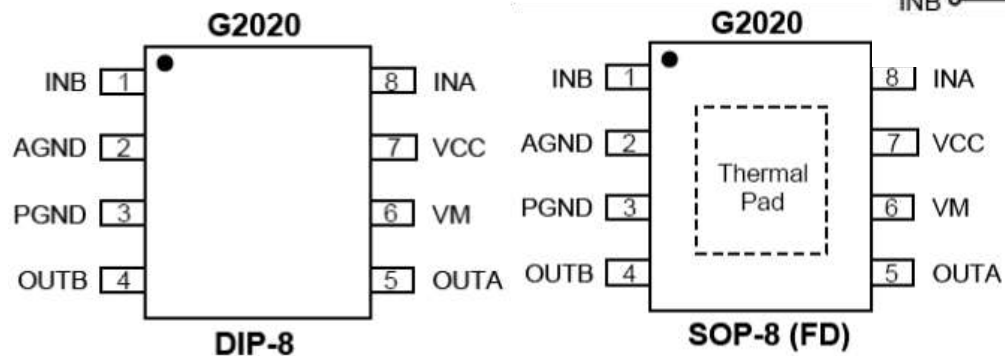 INB
G2020
INB 1
8 INA
AGND 2
7 VCC
PGND 3
6 VM
OUTB 4
5 OUTA
DIP-8
G2020
INB 1
8 INA
AGND 2
7 VCC
Thermal
Pad
PGND 3
6 VM
OUTB 4
5 OUTA
SOP-8 (FD)